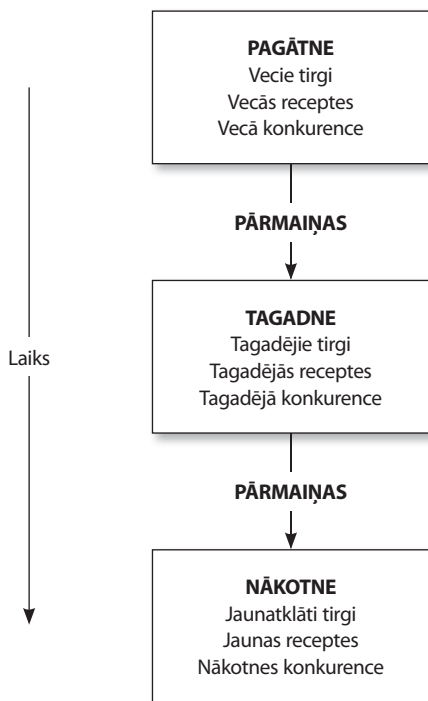 PAGĀTNE
Vecie tirgi
Vecās receptes
Vecā konkurence
PĀRMAIŅAS
TAGADNE
Tagadējie tirgi
Tagadējās receptes
Tagadējā konkurence
Laiks
PĀRMAIŅAS
NĀKOTNE
Jaunatklāti tirgi
Jaunas receptes
Nākotnes konkurence